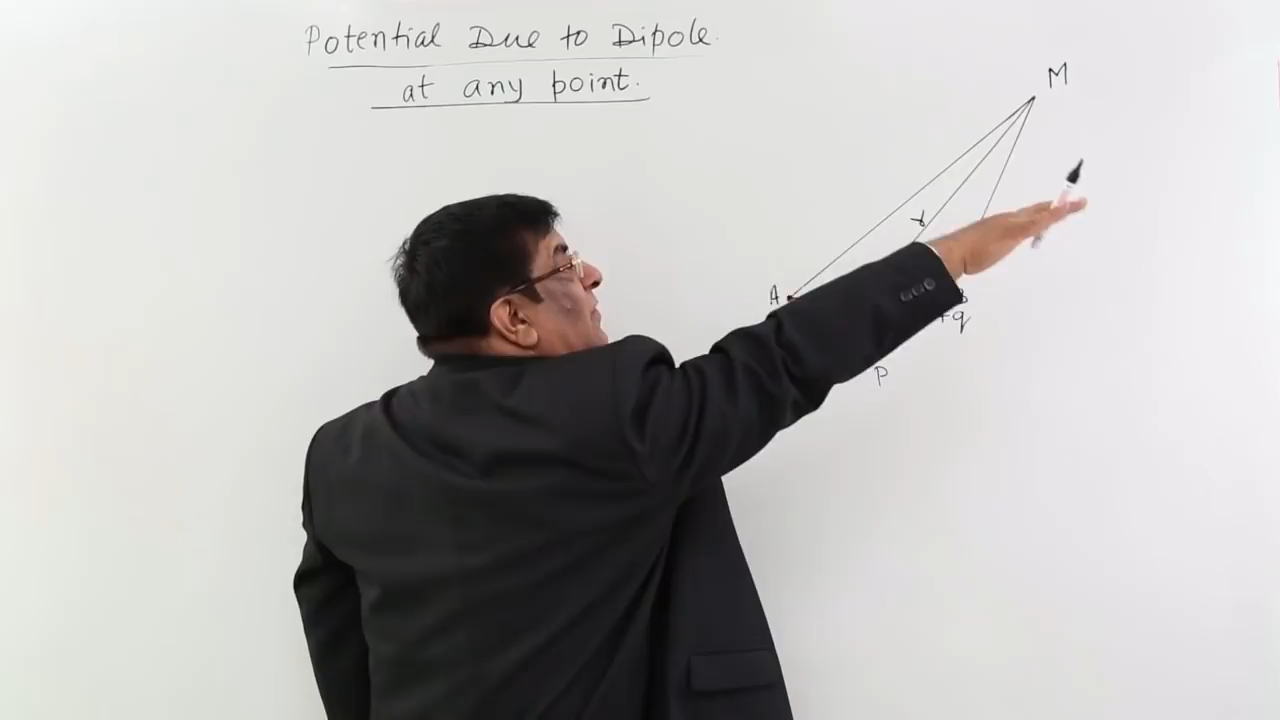 Potential Due to Dipole
at any point.
M
r
A
+q
P